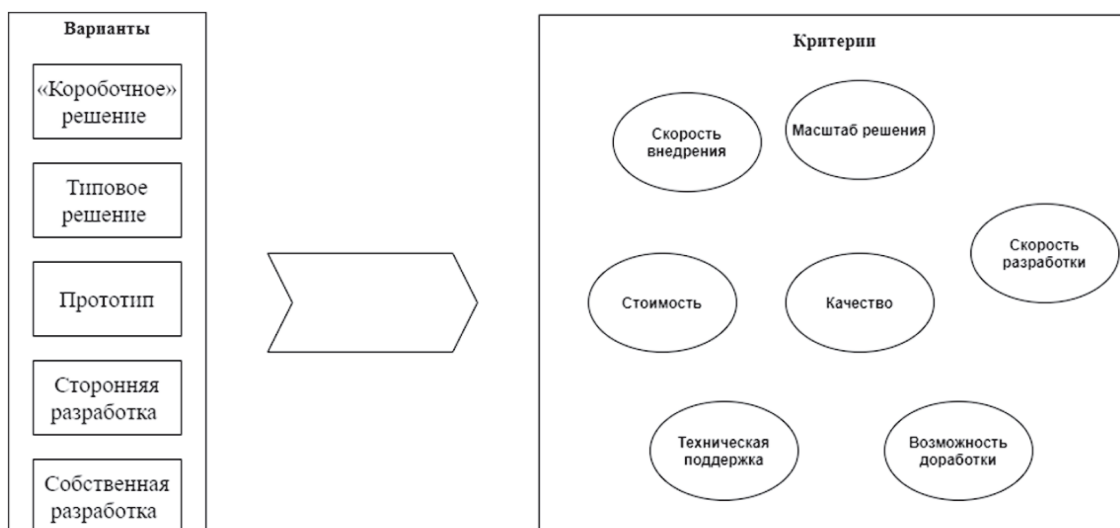 Варианты
«Коробочное»
решение
Типовое
решение
Прототип
Сторонняя
разработка
Собственная
разработка
Критерии
Скорость
внедрения
Масштаб решения
Скорость
разработки
Стоимость
Качество
Техническая
поддержка
Возможность
доработки